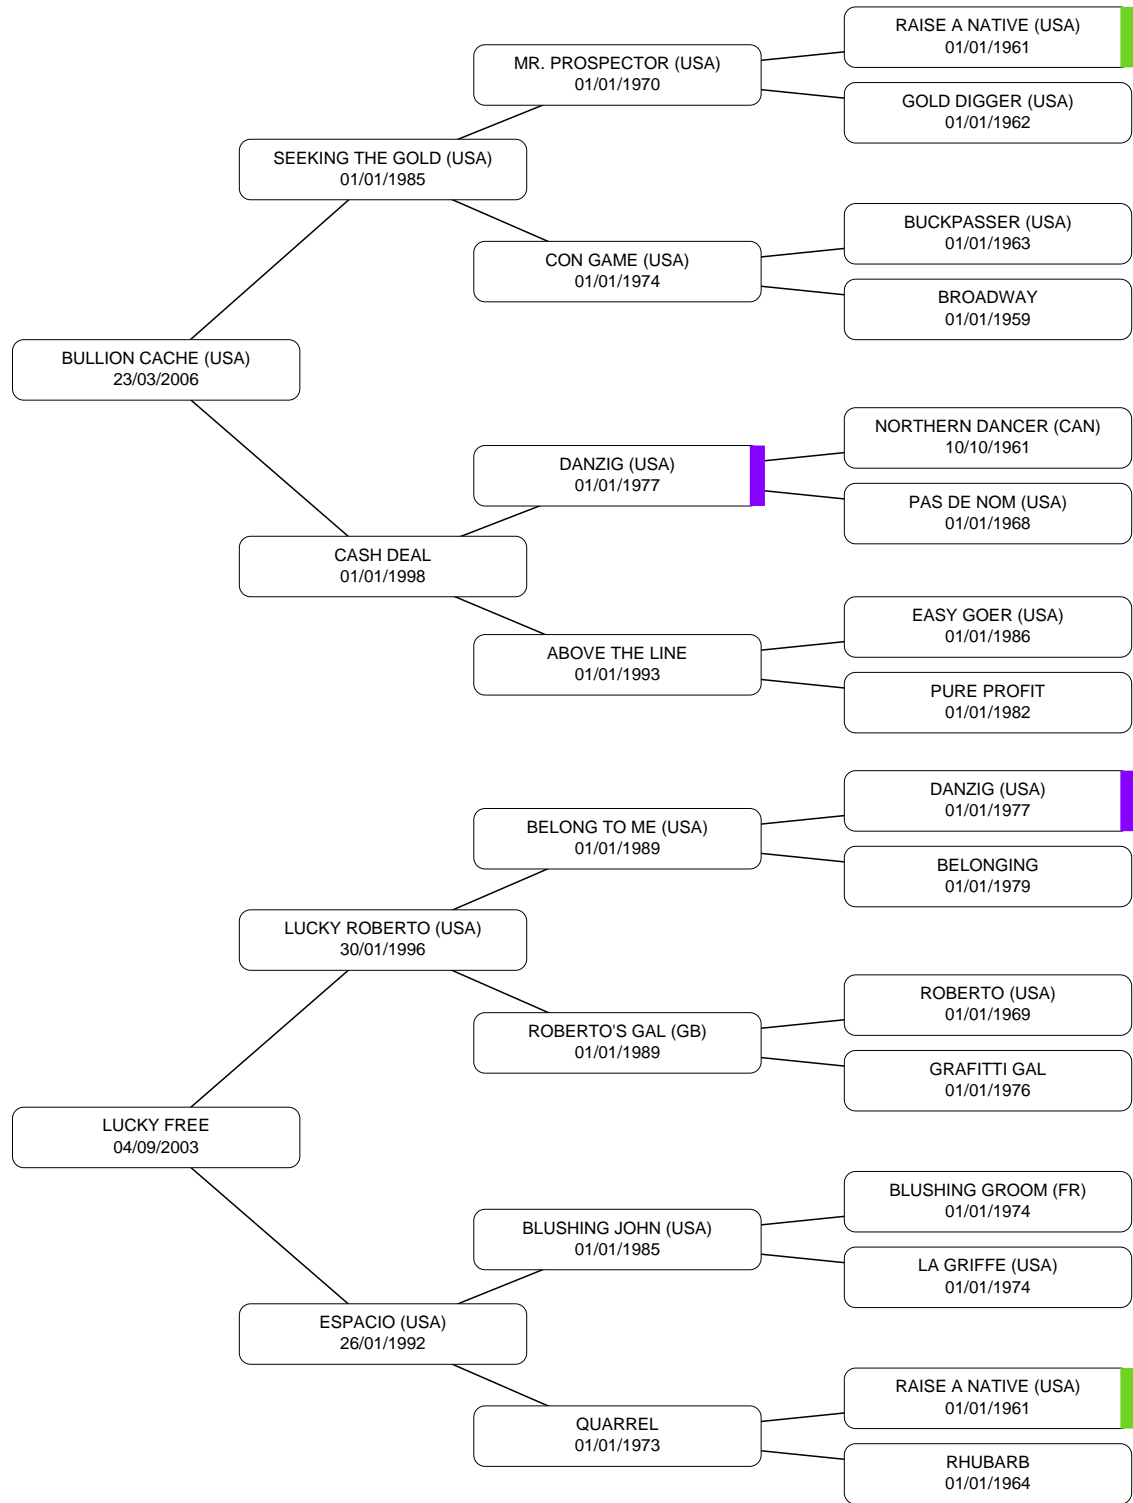 RAISE A NATIVE (USA)
01/01/1961
MR. PROSPECTOR (USA)
01/01/1970
GOLD DIGGER (USA)
01/01/1962
SEEKING THE GOLD (USA)
01/01/1985
BUCKPASSER (USA)
01/01/1963
CON GAME (USA)
01/01/1974
BROADWAY
01/01/1959
BULLION CACHE (USA)
23/03/2006
NORTHERN DANCER (CAN)
10/10/1961
DANZIG (USA)
01/01/1977
PAS DE NOM (USA)
01/01/1968
CASH DEAL
01/01/1998
EASY GOER (USA)
01/01/1986
ABOVE THE LINE
01/01/1993
PURE PROFIT
01/01/1982
DANZIG (USA)
01/01/1977
BELONG TO ME (USA)
01/01/1989
BELONGING
01/01/1979
LUCKY ROBERTO (USA)
30/01/1996
ROBERTO (USA)
01/01/1969
ROBERTO'S GAL (GB)
01/01/1989
GRAFITTI GAL
01/01/1976
LUCKY FREE
04/09/2003
BLUSHING GROOM (FR)
01/01/1974
BLUSHING JOHN (USA)
01/01/1985
LA GRIFFE (USA)
01/01/1974
ESPACIO (USA)
26/01/1992
RAISE A NATIVE (USA)
01/01/1961
QUARREL
01/01/1973
RHUBARB
01/01/1964